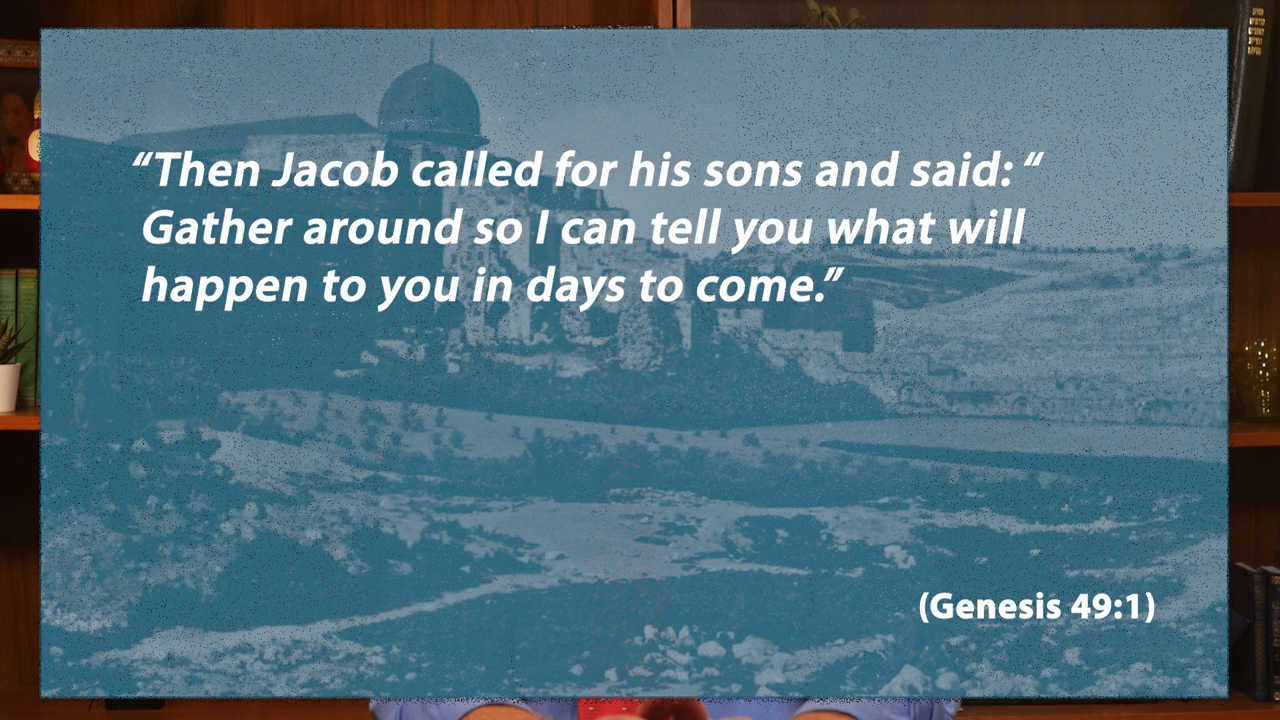 “Then Jacob called for his sons and said: “
Gather around so I can tell you what will
happen to you in days to come.”
(Genesis 49:1)